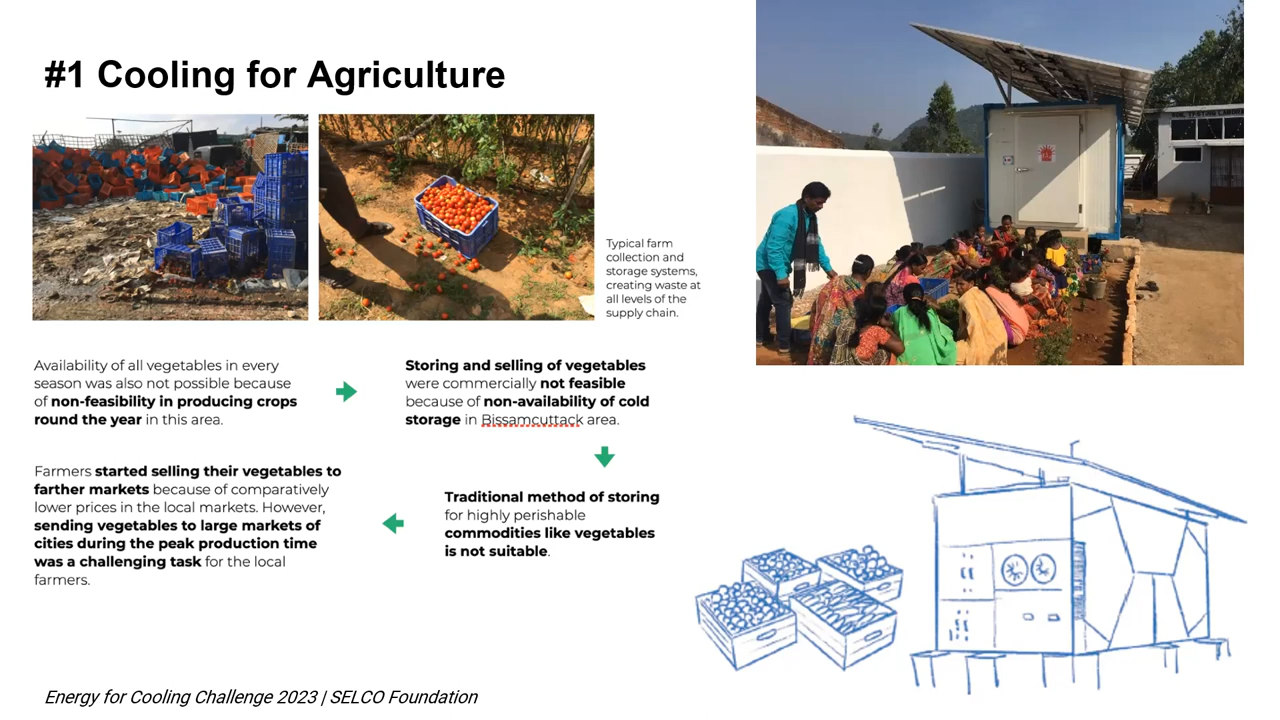 #1 Cooling for Agriculture
Typical farm
collection and
storage systems,
creating waste at
all levels of the
supply chain.
Availability of all vegetables in every
season was also not possible because
of non-feasibility in producing crops
round the year in this area.
Storing and selling of vegetables
were commercially not feasible
because of non-availability of cold
storage in Bissamcuttack area.
Traditional method of storing
for highly perishable
commodities like vegetables
is not suitable.
Farmers started selling their vegetables to
farther markets because of comparatively
lower prices in the local markets. However,
sending vegetables to large markets of
cities during the peak production time
was a challenging task for the local
farmers.
Energy for Cooling Challenge 2023 | SELCO Foundation